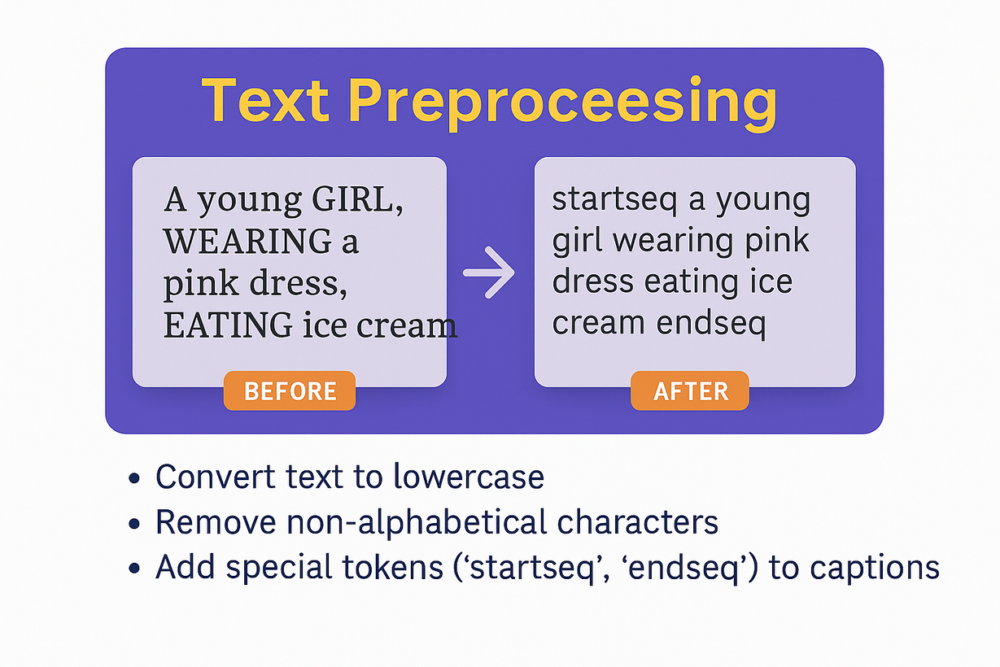 Text Preproceesing
A young GIRL,
WEARING a
pink dress,
EATING ice cream
BEFORE
startseq a young
girl wearing pink
dress eating ice
cream endseq
AFTER
• Convert text to lowercase
• Remove non-alphabetical characters
• Add special tokens (‘startseq’, ‘endseq’) to captions